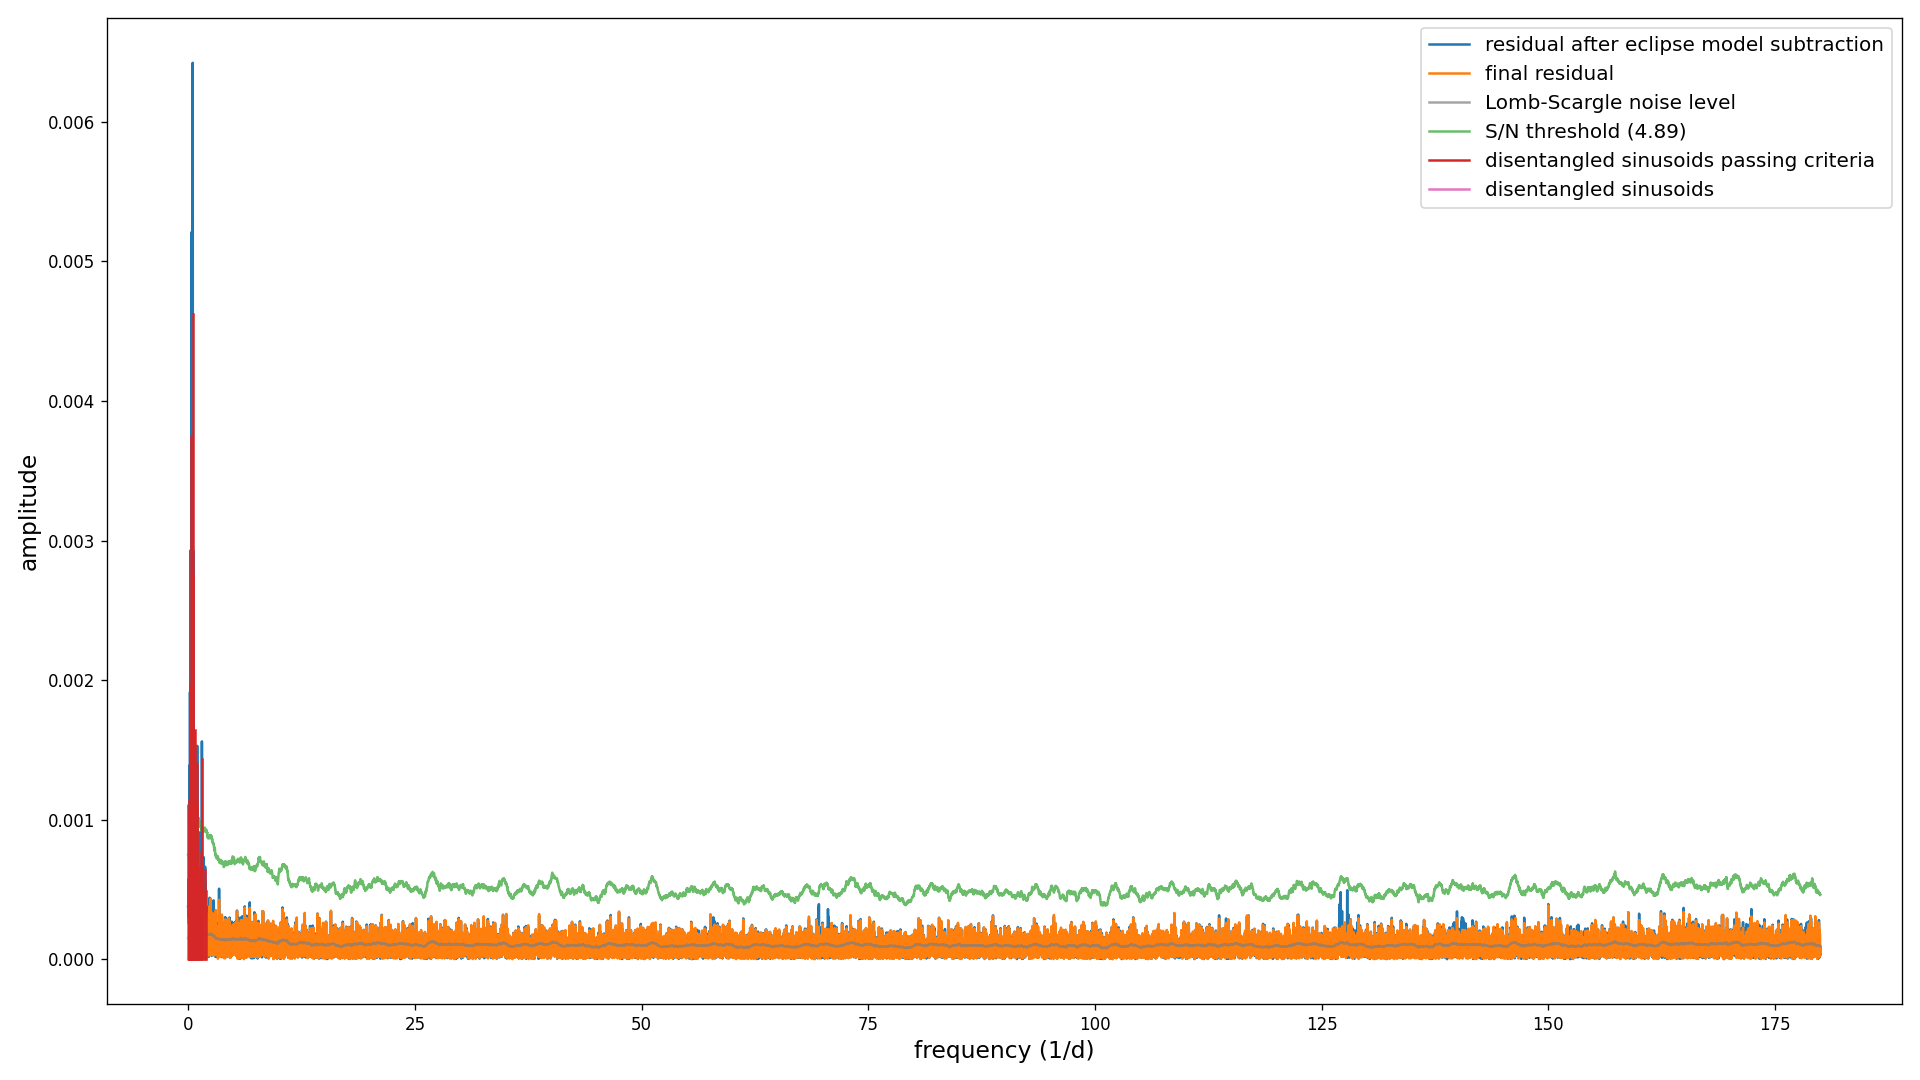 residual after eclipse model subtraction
final residual
Lomb-Scargle noise level
S/N threshold (4.89)
disentangled sinusoids passing criteria
disentangled sinusoids
0.006
0.005
0.004
0.003
0.002
0.001
0.000
amplitude
0 25 50 75 100 125 150 175
frequency (1/d)